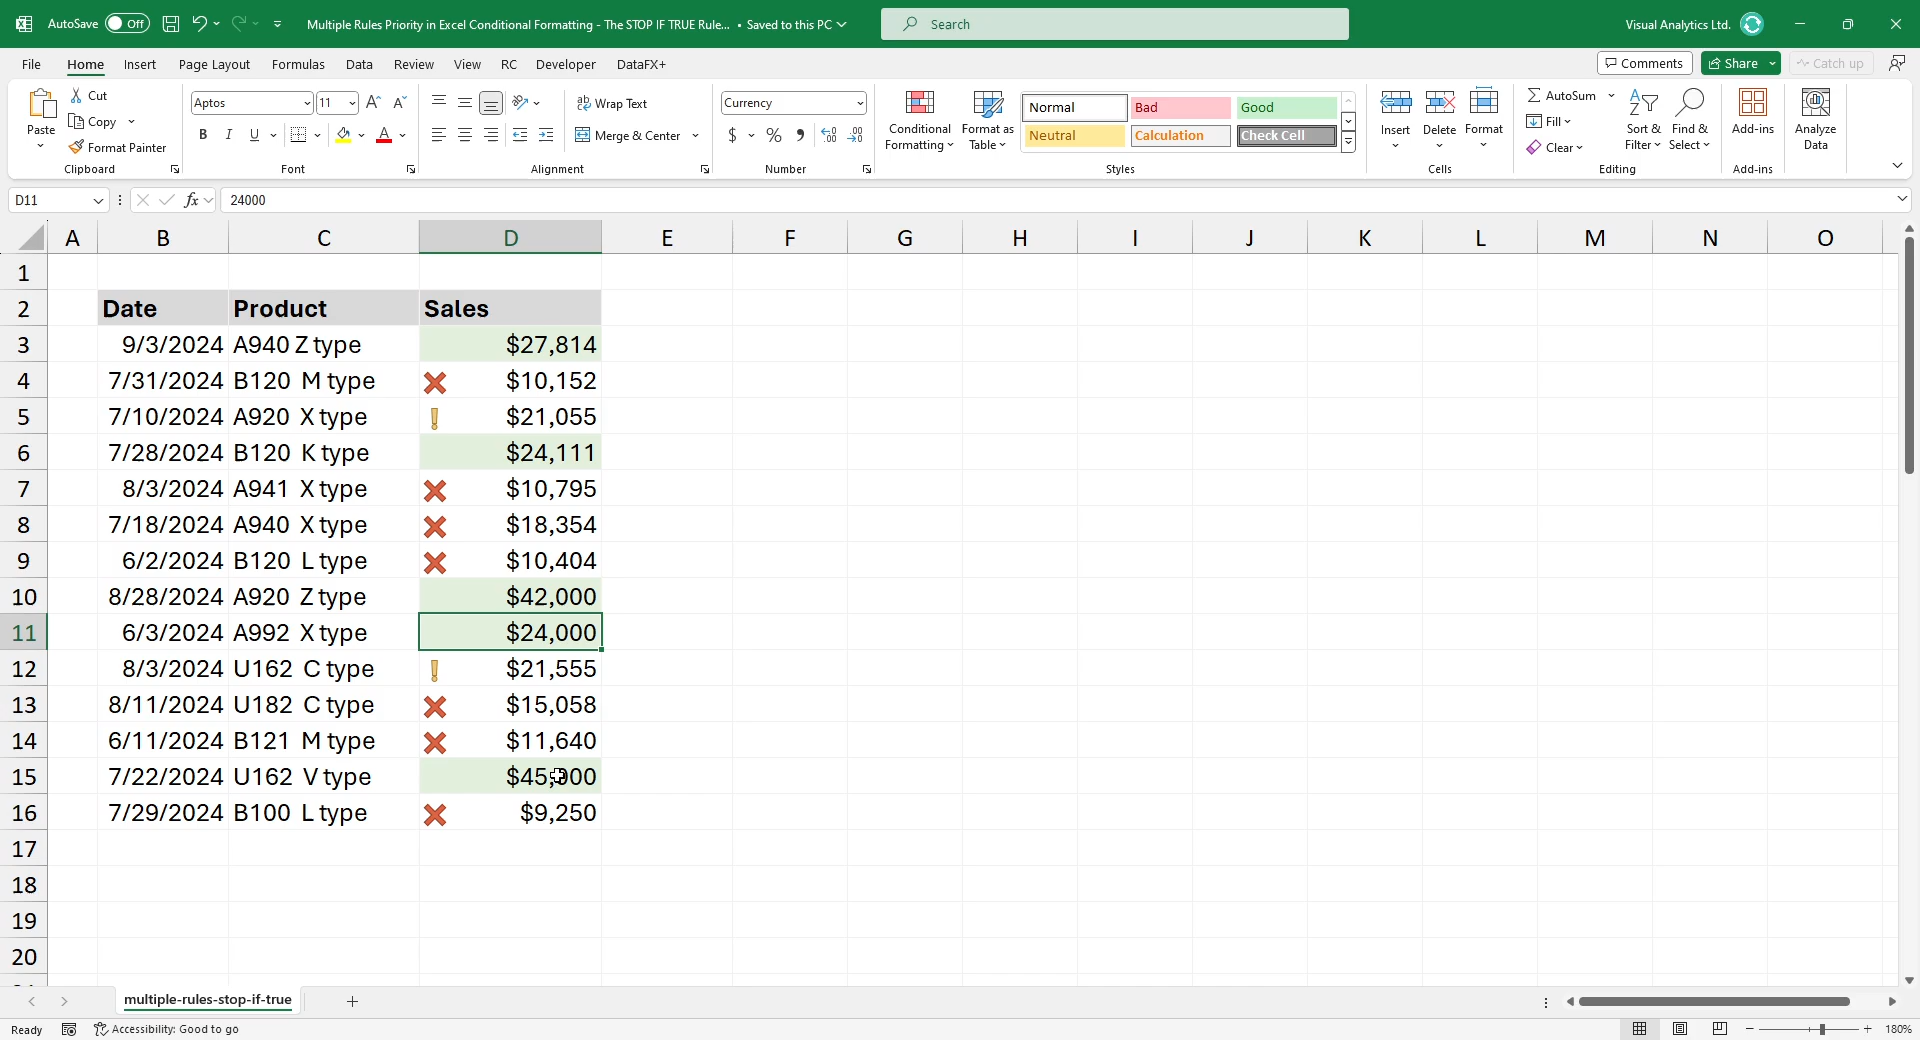 AutoSave Off Multiple Rules Priority in Excel Conditional Formatting - The STOP IF TRUE Rule... • Saved to this PC Search Visual Analytics Ltd.
File Home Insert Page Layout Formulas Data Review View RC Developer DataFX+ Comments Share Catch up
Paste Cut Copy Format Painter Clipboard
Aptos 11 B I U A Font
ab Wrap Text Merge & Center Alignment
Currency $ % , Number
Conditional Formatting Format as Table Normal Bad Good Neutral Calculation Check Cell Styles
Insert Delete Format Cells
AutoSum Fill Clear Sort & Filter Find & Select Editing
Add-ins Add-ins
Analyze Data
D11 fx 24000
A B C D E F G H I J K L M N O
1
2 Date Product Sales
3 9/3/2024 A940 Z type $27,814
4 7/31/2024 B120 M type $10,152
5 7/10/2024 A920 X type $21,055
6 7/28/2024 B120 K type $24,111
7 8/3/2024 A941 X type $10,795
8 7/18/2024 A940 X type $18,354
9 6/2/2024 B120 L type $10,404
10 8/28/2024 A920 Z type $42,000
11 6/3/2024 A992 X type $24,000
12 8/3/2024 U162 C type $21,555
13 8/11/2024 U182 C type $15,058
14 6/11/2024 B121 M type $11,640
15 7/22/2024 U162 V type
16 7/29/2024 B100 L type $9,250
17
18
19
20
multiple-rules-stop-if-true
Ready Accessibility: Good to go 180%